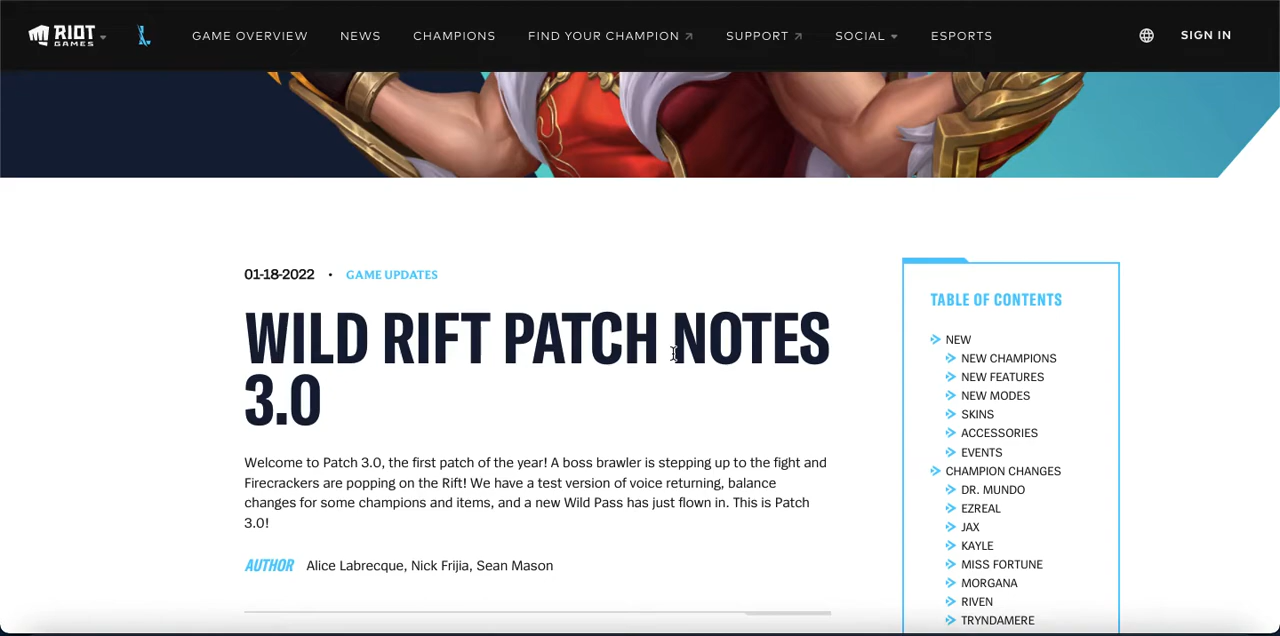 RIOT GAMES
GAME OVERVIEW NEWS CHAMPIONS FIND YOUR CHAMPION SUPPORT SOCIAL ESPORTS SIGN IN
01-18-2022 • GAME UPDATES
WILD RIFT PATCH NOTES
3.0
Welcome to Patch 3.0, the first patch of the year! A boss brawler is stepping up to the fight and
Firecrackers are popping on the Rift! We have a test version of voice returning, balance
changes for some champions and items, and a new Wild Pass has just flown in. This is Patch
3.0!
AUTHOR Alice Labrecque, Nick Frijia, Sean Mason
TABLE OF CONTENTS
NEW
NEW CHAMPIONS
NEW FEATURES
NEW MODES
SKINS
ACCESSORIES
EVENTS
CHAMPION CHANGES
DR. MUNDO
EZREAL
JAX
KAYLE
MISS FORTUNE
MORGANA
RIVEN
TRYNDAMERE